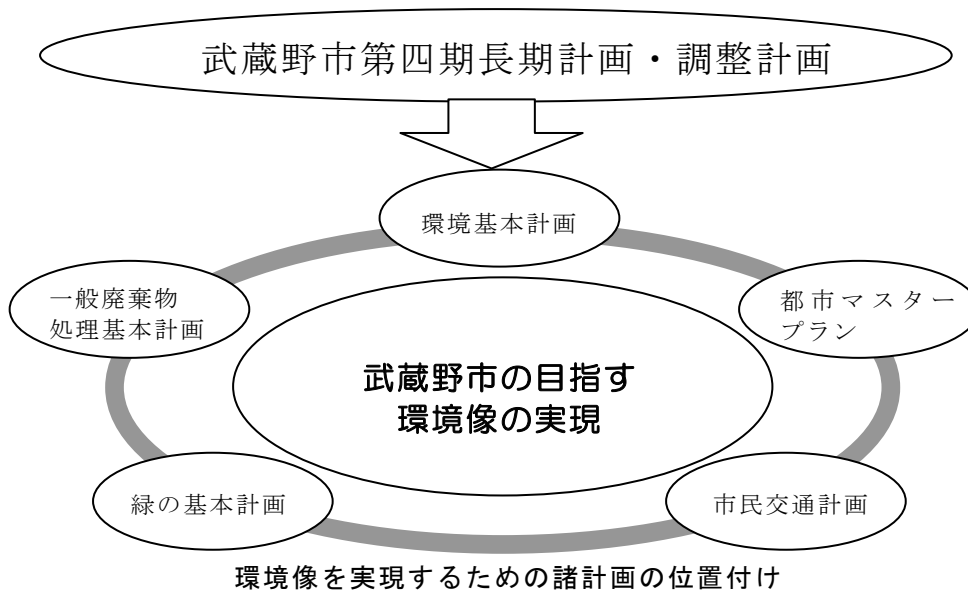 武蔵野市第四期長期計画・調整計画
環境基本計画
一般廃棄物
処理基本計画
都市マスター
プラン
武蔵野市の目指す
環境像の実現
緑の基本計画
市民交通計画
環境像を実現するための諸計画の位置付け